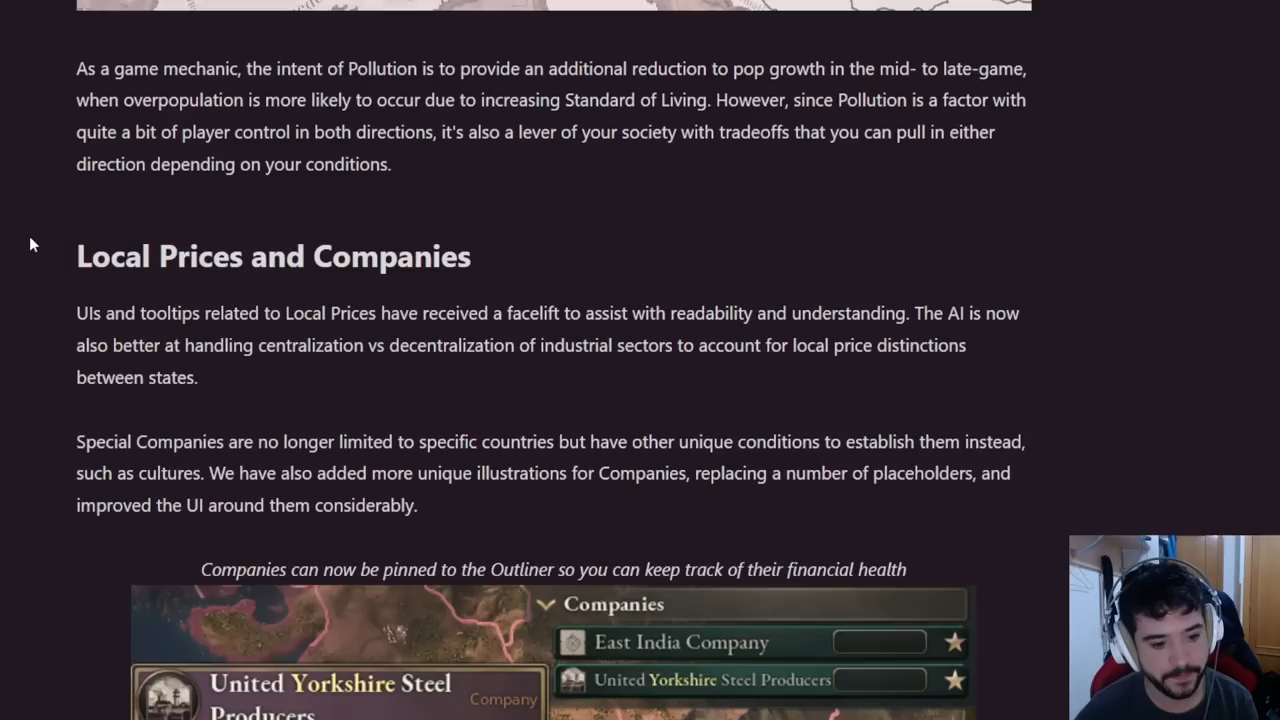 As a game mechanic, the intent of Pollution is to provide an additional reduction to pop growth in the mid- to late-game,
when overpopulation is more likely to occur due to increasing Standard of Living. However, since Pollution is a factor with
quite a bit of player control in both directions, it's also a lever of your society with tradeoffs that you can pull in either
direction depending on your conditions.
Local Prices and Companies
UIs and tooltips related to Local Prices have received a facelift to assist with readability and understanding. The AI is now
also better at handling centralization vs decentralization of industrial sectors to account for local price distinctions
between states.
Special Companies are no longer limited to specific countries but have other unique conditions to establish them instead,
such as cultures. We have also added more unique illustrations for Companies, replacing a number of placeholders, and
improved the UI around them considerably.
Companies can now be pinned to the Outliner so you can keep track of their financial health
Companies
East India Company
United Yorkshire Steel Producers
United Yorkshire Steel
Producers
Company